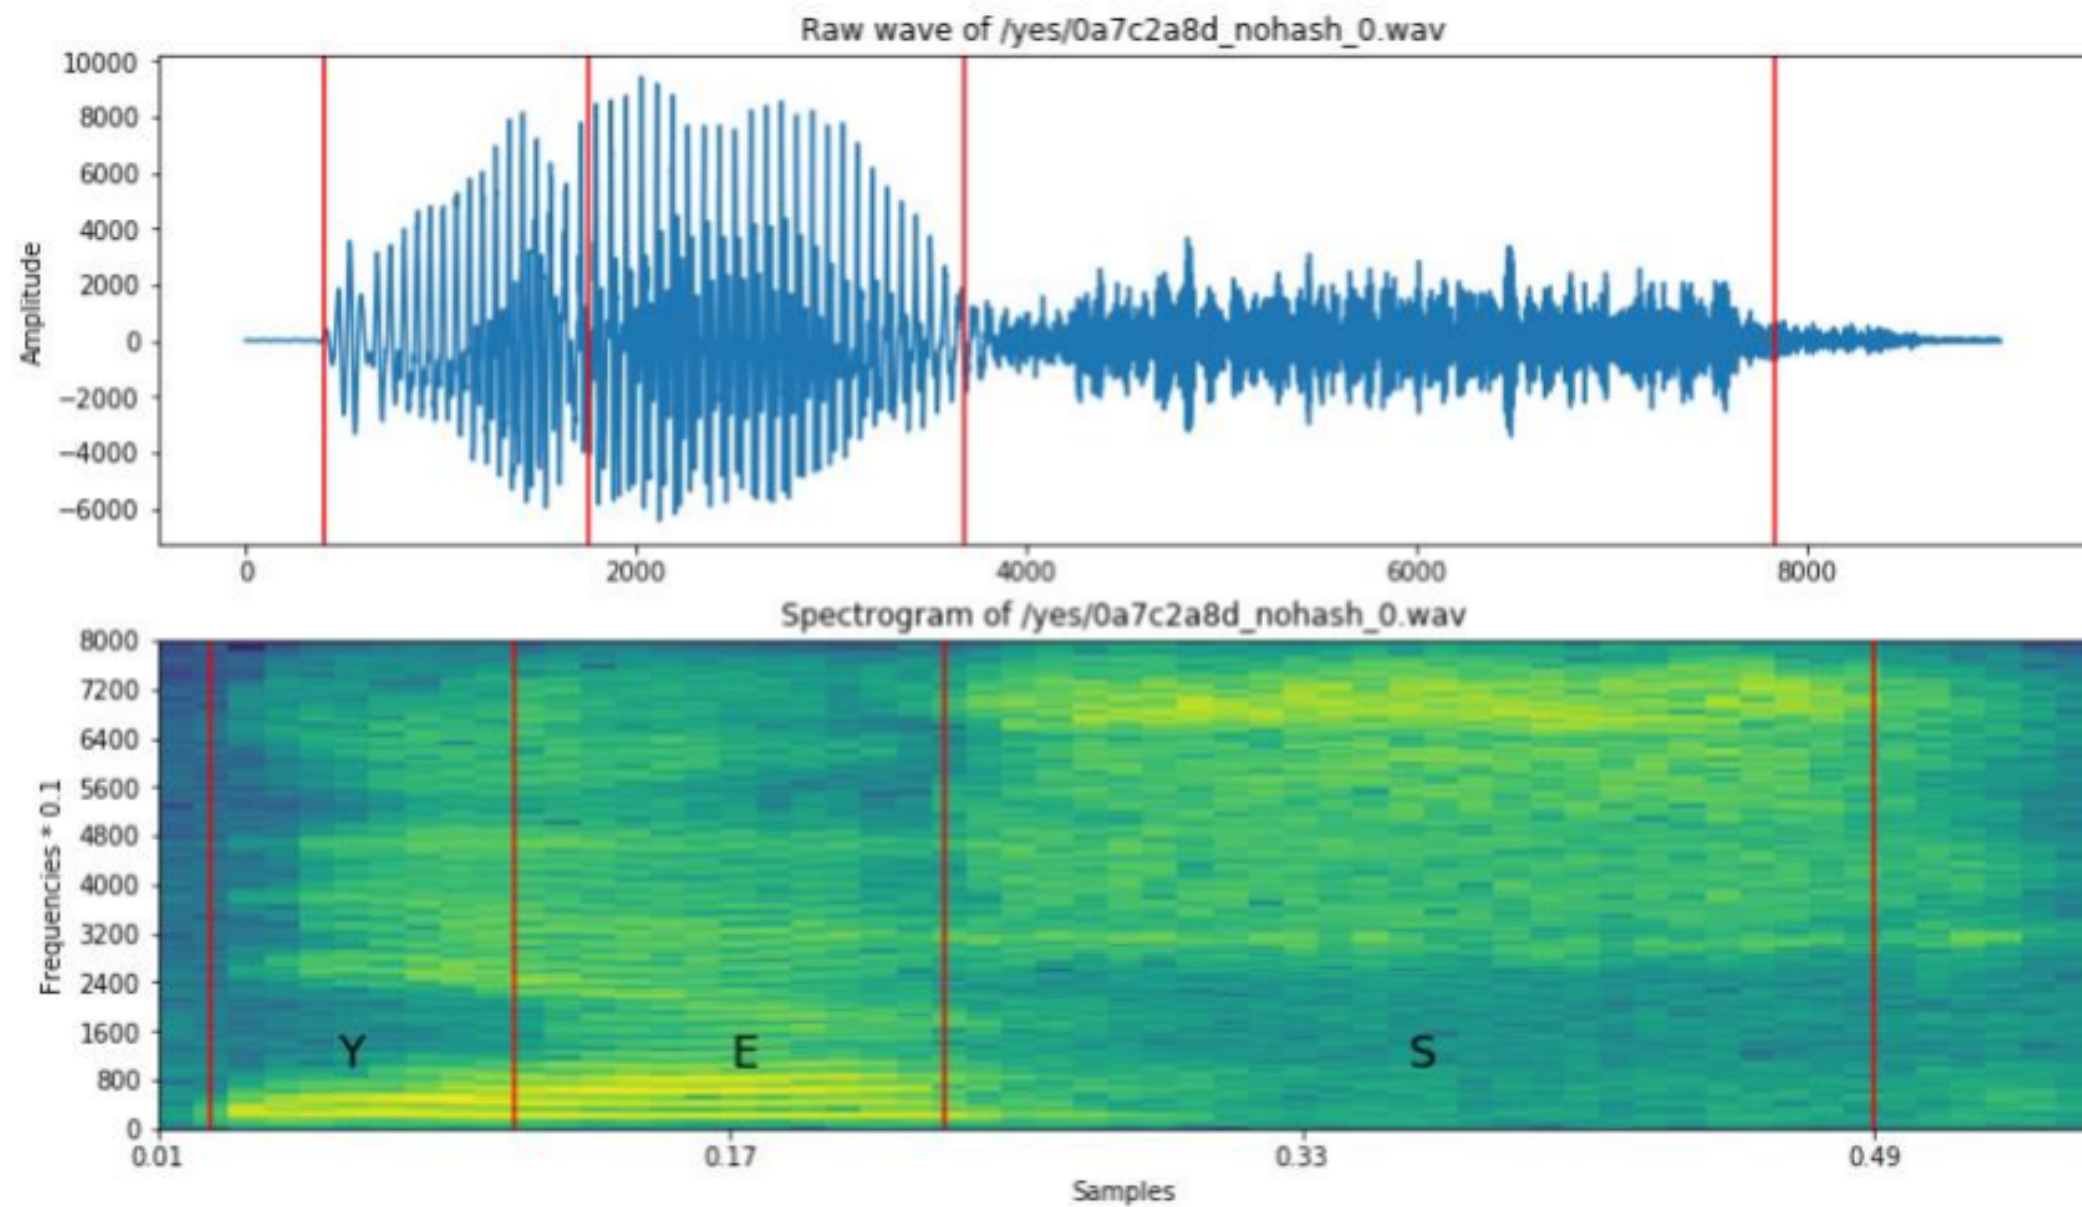 Raw wave of /yes/0a7c2a8d_nohash_0.wav
10000
8000
6000
4000
2000
0
−2000
−4000
−6000
Amplitude
0 2000 4000 6000 8000
Spectrogram of /yes/0a7c2a8d_nohash_0.wav
8000
7200
6400
5600
4800
4000
3200
2400
1600
800
0
Frequencies * 0.1
Y E S
0.01 0.17 0.33 0.49
Samples